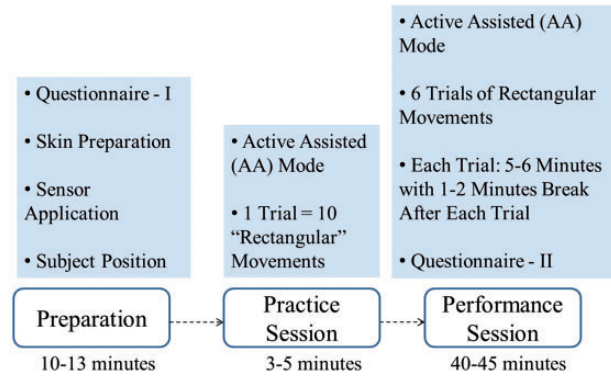 • Questionnaire - I
• Skin Preparation
• Sensor
Application
• Subject Position
Preparation
10-13 minutes
• Active Assisted
(AA) Mode
• 1 Trial = 10
“Rectangular”
Movements
Practice
Session
3-5 minutes
• Active Assisted (AA)
Mode
• 6 Trials of Rectangular
Movements
• Each Trial: 5-6 Minutes
with 1-2 Minutes Break
After Each Trial
• Questionnaire - II
Performance
Session
40-45 minutes